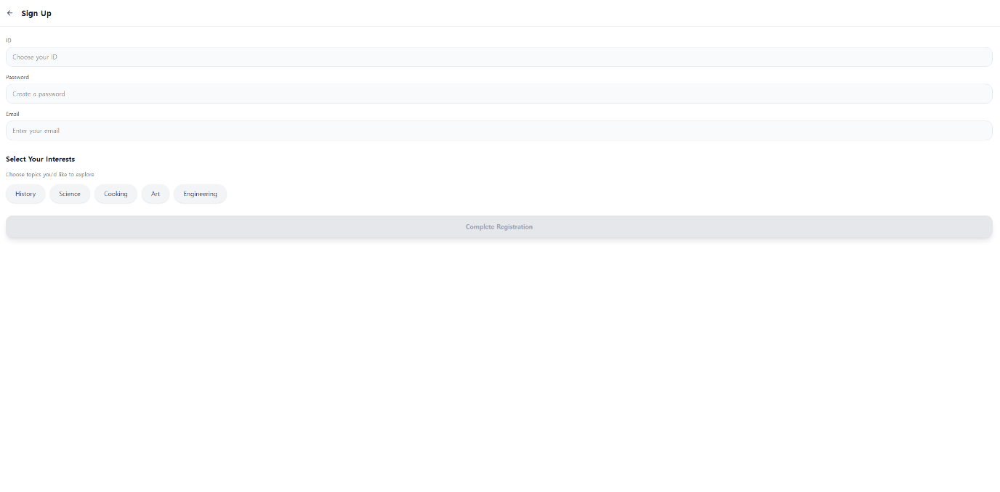 Sign Up
ID
Choose your ID
Password
Create a password
Email
Enter your email
Select Your Interests
Choose topics you'd like to explore
History Science Cooking Art Engineering
Complete Registration